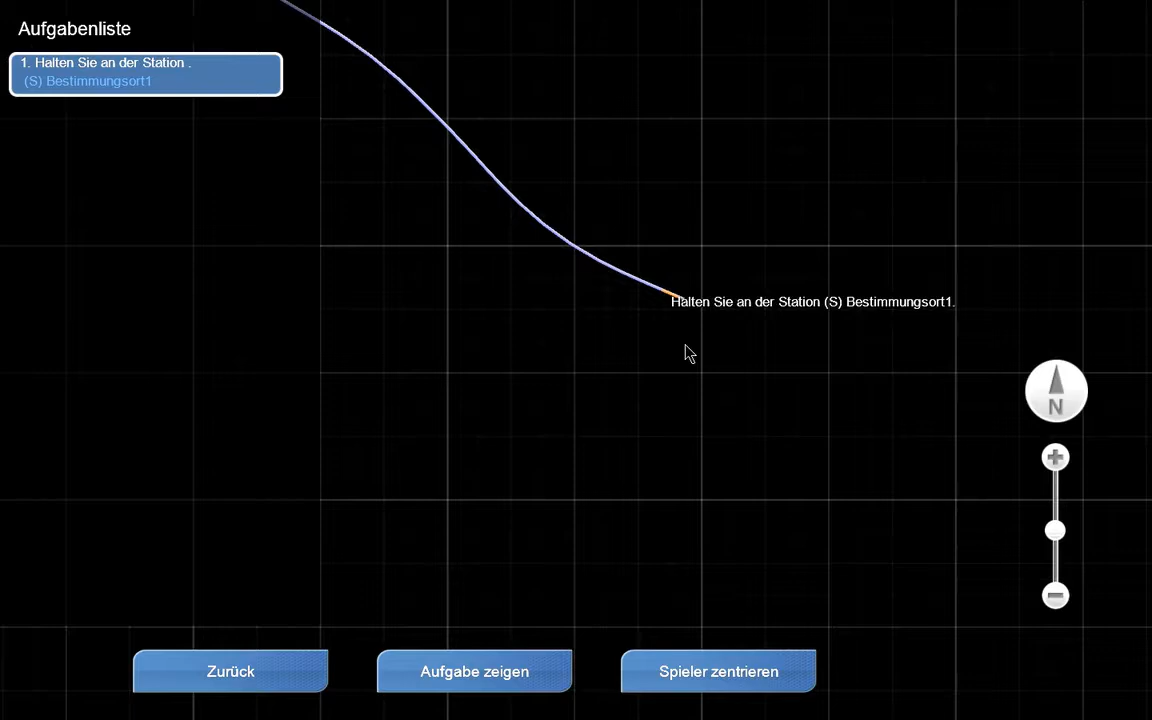 Aufgabenliste
1. Halten Sie an der Station .
(S) Bestimmungsort1
Halten Sie an der Station (S) Bestimmungsort1.
N
Zurück
Aufgabe zeigen
Spieler zentrieren